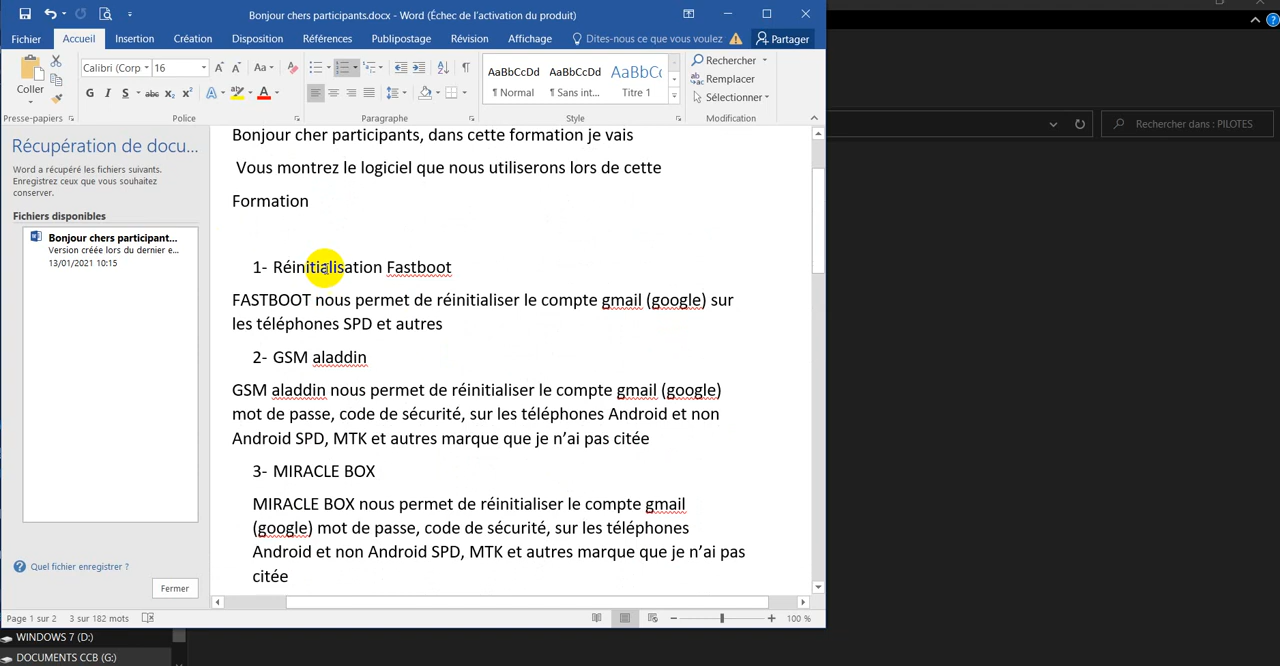 Bonjour chers participants.docx - Word (Échec de l'activation du produit)
Fichier Accueil Insertion Création Disposition Références Publipostage Révision Affichage Dites-nous ce que vous voulez Partager
Coller
Calibri (Corp 16
Aa
G I S abc x₂ x² A ab A
AaBbCcDd AaBbCcDd AaBbCc
¶ Normal ¶ Sans int... Titre 1
Rechercher
Remplacer
Sélectionner
Presse-papiers Police Paragraphe Style Modification
Rechercher dans : PILOTES
Récupération de docu...
Word a récupéré les fichiers suivants.
Enregistrez ceux que vous souhaitez
conserver.
Fichiers disponibles
Bonjour chers participant...
Version créée lors du dernier e...
13/01/2021 10:15
Quel fichier enregistrer ?
Fermer
Bonjour cher participants, dans cette formation je vais
Vous montrez le logiciel que nous utiliserons lors de cette
Formation
1- Réinitialisation Fastboot
FASTBOOT nous permet de réinitialiser le compte gmail (google) sur
les téléphones SPD et autres
2- GSM aladdin
GSM aladdin nous permet de réinitialiser le compte gmail (google)
mot de passe, code de sécurité, sur les téléphones Android et non
Android SPD, MTK et autres marque que je n'ai pas citée
3- MIRACLE BOX
MIRACLE BOX nous permet de réinitialiser le compte gmail
(google) mot de passe, code de sécurité, sur les téléphones
Android et non Android SPD, MTK et autres marque que je n'ai pas
citée
Page 1 sur 2 3 sur 182 mots 100 %
WINDOWS 7 (D:)
DOCUMENTS CCB (G:)